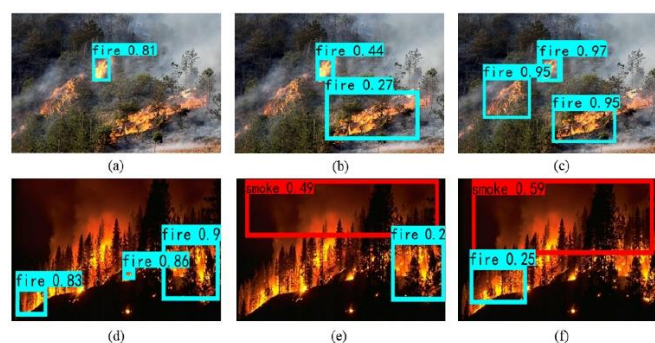 fire 0.81
fire 0.44
fire 0.27
fire 0.97
fire 0.95
fire 0.95
(a)
(b)
(c)
fire 0.9
fire 0.86
fire 0.83
smoke 0.49
fire 0.2
smoke 0.59
fire 0.25
(d)
(e)
(f)